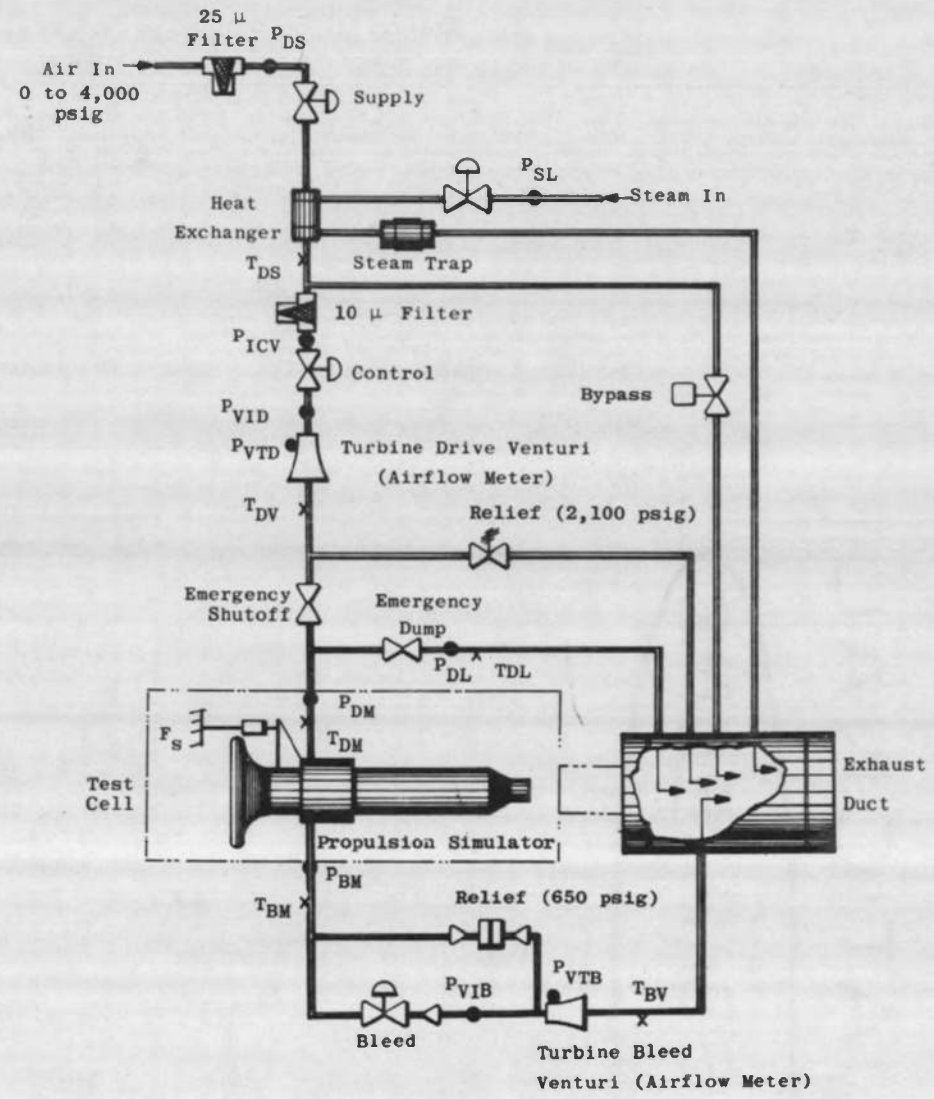 25 μ
Filter P_DS
Air In
0 to 4,000
psig
Supply
P_SL
Steam In
Heat
Exchanger
T_DS
Steam Trap
10 μ Filter
P_ICV
Control
Bypass
P_VID
P_VTD
Turbine Drive Venturi
(Airflow Meter)
T_DV
Relief (2,100 psig)
Emergency
Shutoff
Emergency
Dump
P_DL
TDL
P_DM
F_S
T_DM
Test
Cell
Exhaust
Duct
Propulsion Simulator
P_BM
T_BM
Relief (650 psig)
P_VIB
P_VTB
T_BV
Bleed
Turbine Bleed
Venturi (Airflow Meter)